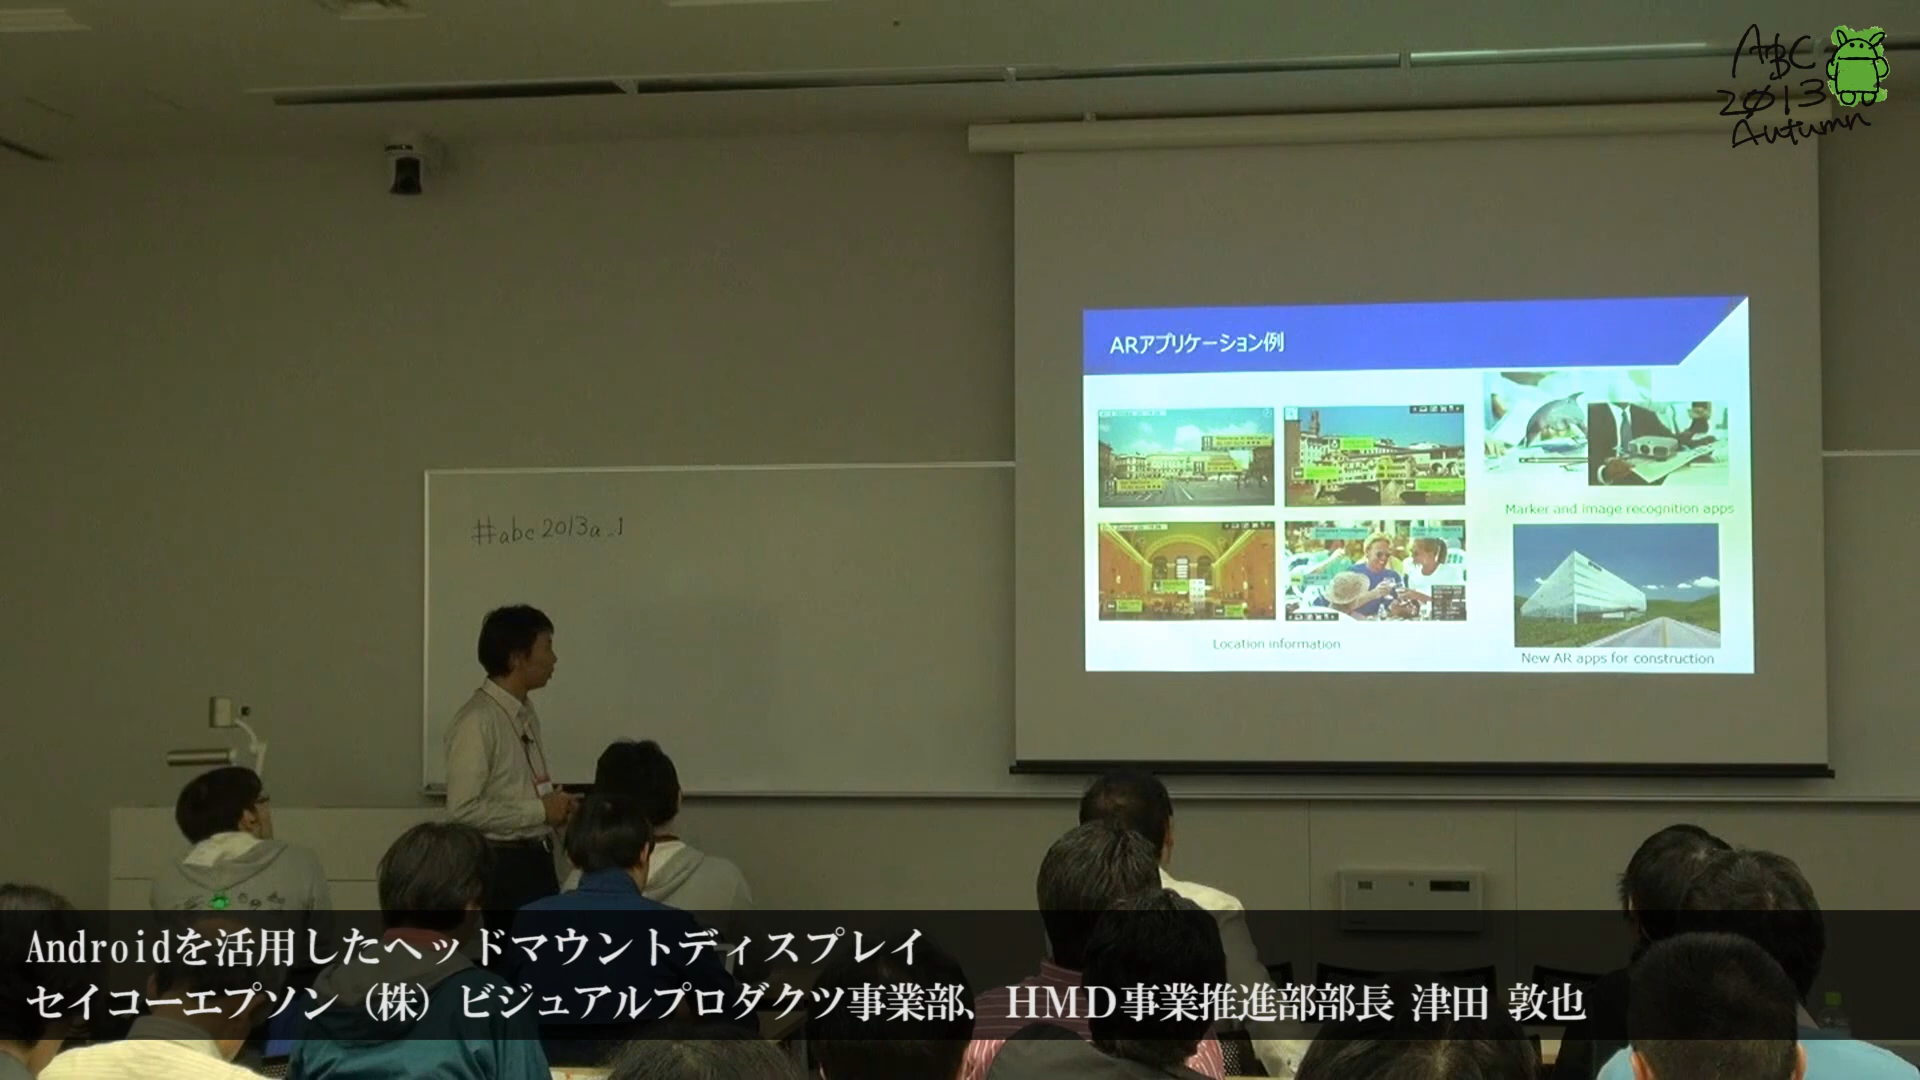 ABC
2013
Autumn
ARアプリケーション例
#abc2013a_1
Marker and image recognition apps
Location information
New AR apps for construction
Androidを活用したヘッドマウントディスプレイ
セイコーエプソン（株）ビジュアルプロダクツ事業部、HMD事業推進部部長 津田 敦也